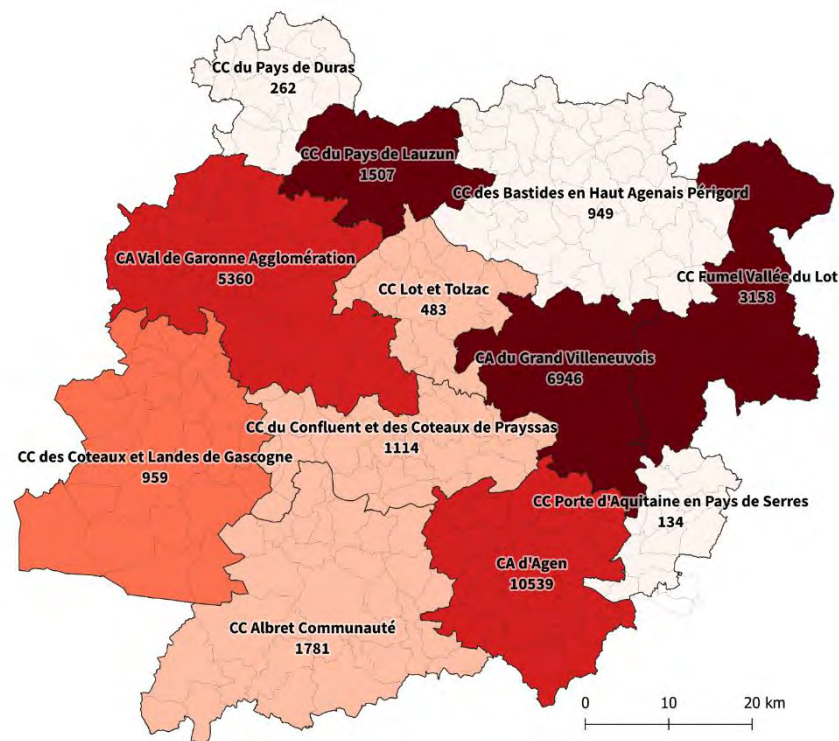 CC du Pays de Duras
262
CC du Pays de Lauzun
1507
CC des Bastides en Haut Agenais Périgord
949
CA Val de Garonne Agglomération
5360
CC Lot et Tolzac
483
CC Fumel Vallée du Lot
3158
CA du Grand Villeneuvois
6946
CC du Confluent et des Coteaux de Prayssas
1114
CC des Coteaux et Landes de Gascogne
959
CC Porte d'Aquitaine en Pays de Serres
134
CA d'Agen
10539
CC Albret Communauté
1781
0 10 20 km